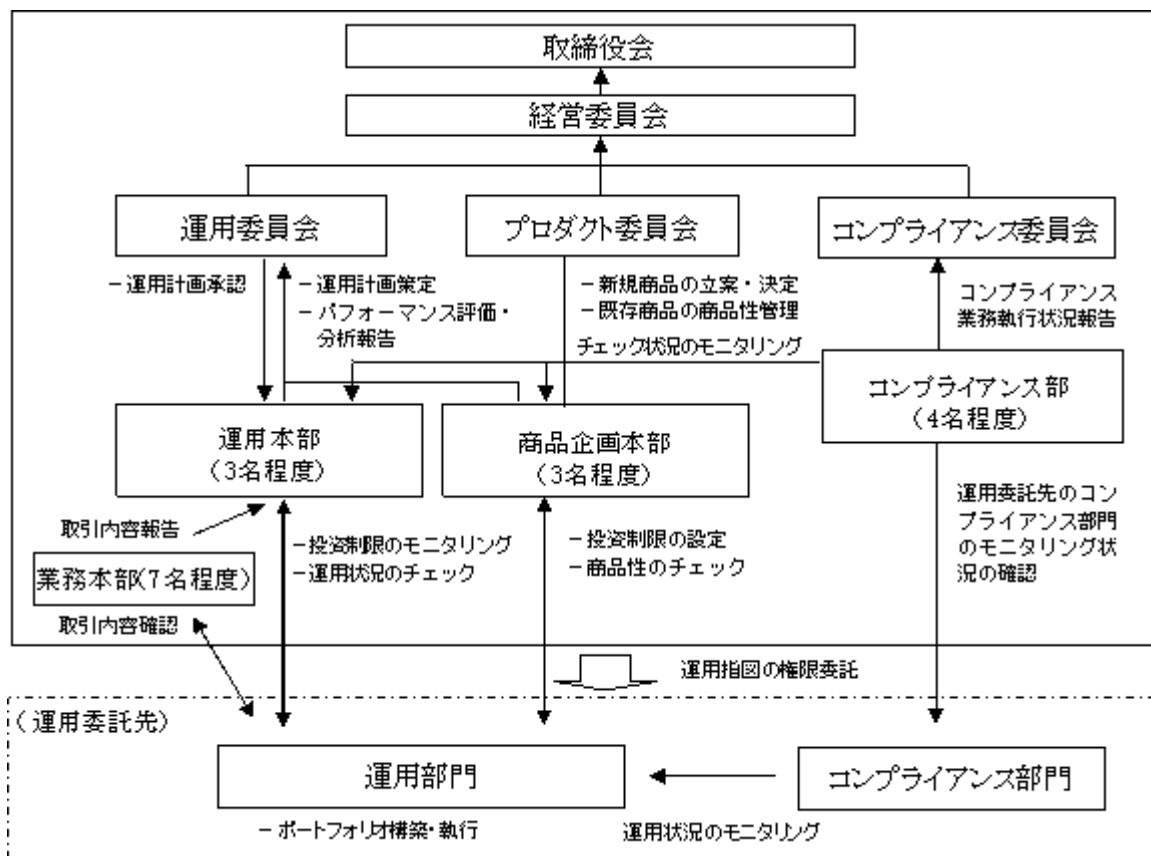 取締役会
経営委員会
運用委員会
プロダクト委員会
コンプライアンス委員会
－運用計画承認
－運用計画策定
－パフォーマンス評価・
分析報告
－新規商品の立案・決定
－既存商品の商品性管理
コンプライアンス
業務執行状況報告
チェック状況のモニタリング
運用本部
（3名程度）
商品企画本部
（3名程度）
コンプライアンス部
（4名程度）
取引内容報告
業務本部（7名程度）
取引内容確認
－投資制限のモニタリング
－運用状況のチェック
－投資制限の設定
－商品性のチェック
運用委託先のコン
プライアンス部門
のモニタリング状
況の確認
運用指図の権限委託
（運用委託先）
運用部門
コンプライアンス部門
－ポートフォリオ構築・執行
運用状況のモニタリング